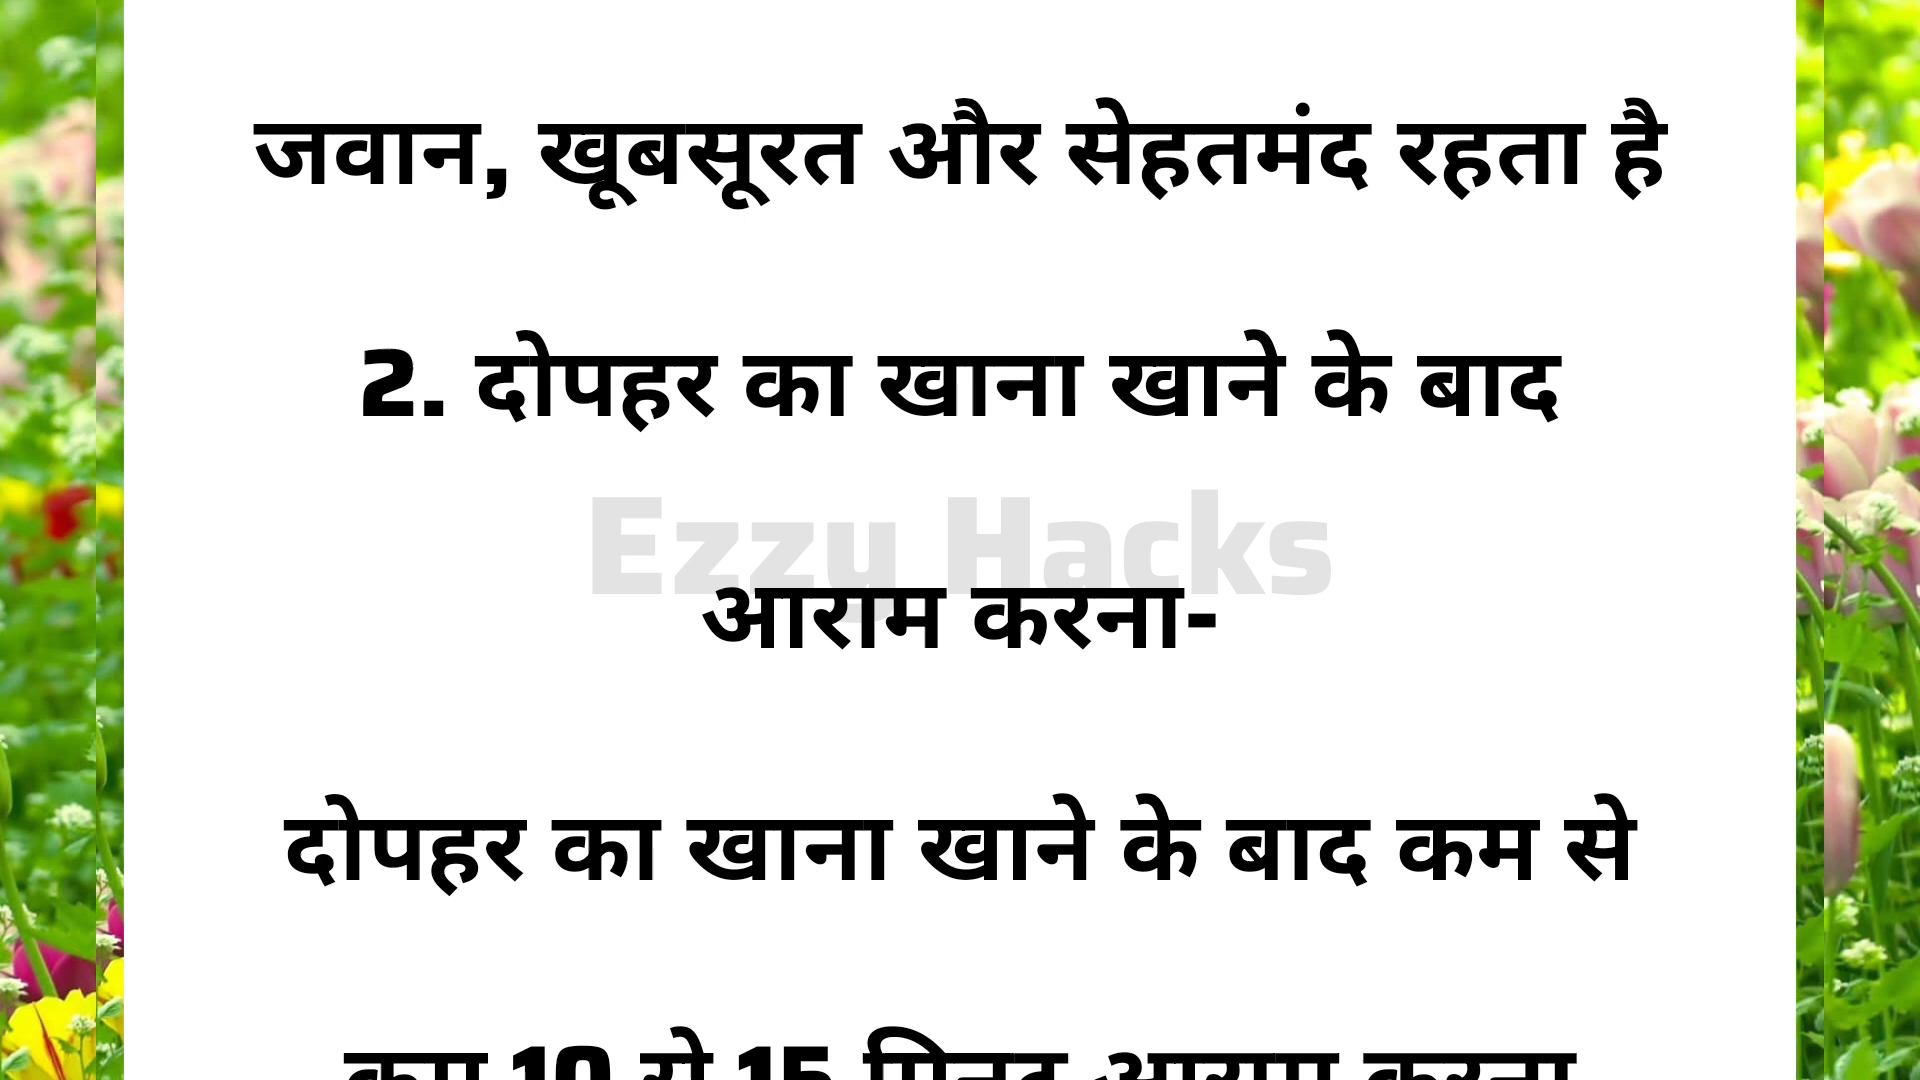 जवान, खूबसूरत और सेहतमंद रहता है
2. दोपहर का खाना खाने के बाद
Ezzy Hacks
आराम करना-
दोपहर का खाना खाने के बाद कम से
कम 10 से 15 मिनट आराम करना